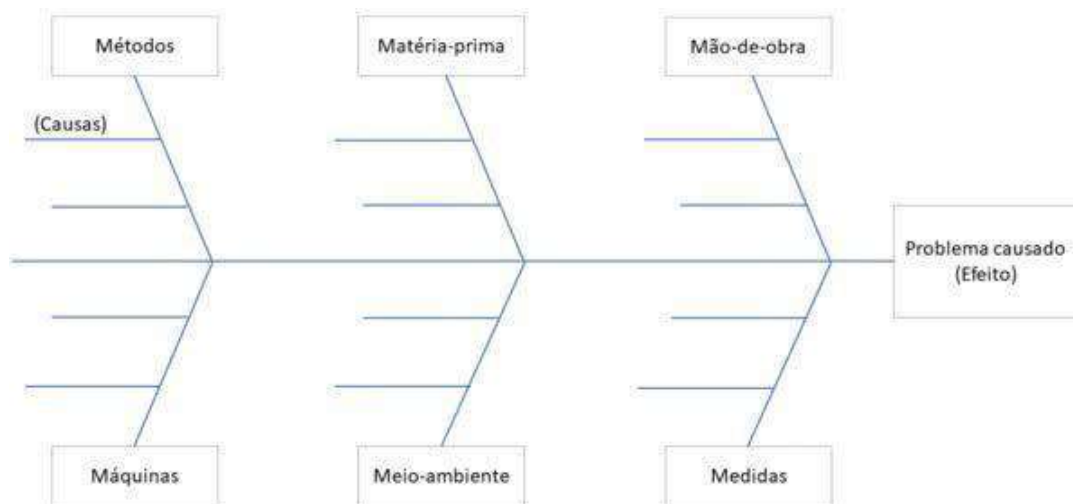 Métodos
Matéria-prima
Mão-de-obra
(Causas)
Problema causado
(Efeito)
Máquinas
Meio-ambiente
Medidas